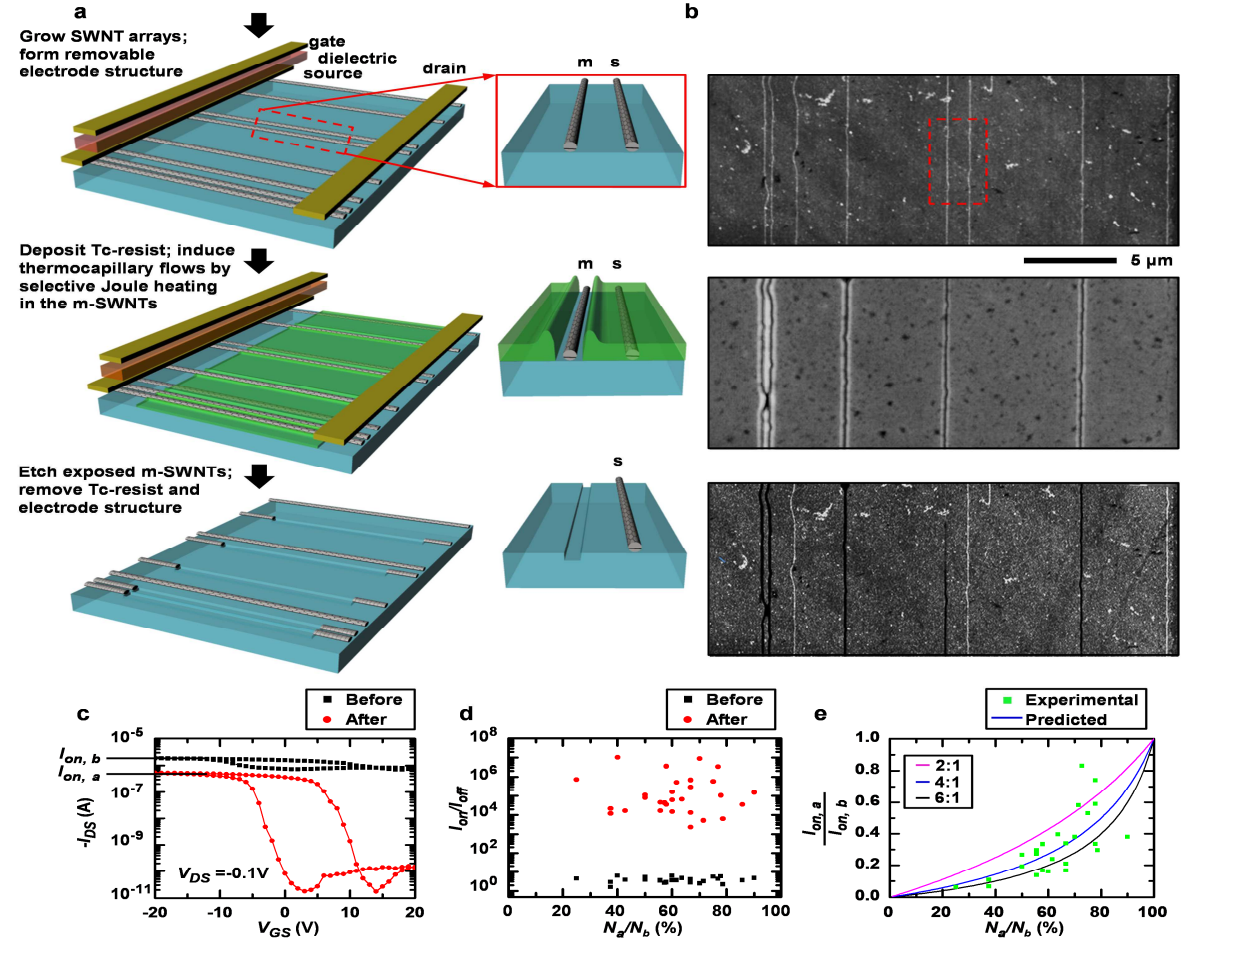 a
b
Grow SWNT arrays;
form removable
electrode structure
gate
dielectric
source
drain
m s
5 μm
Deposit Tc-resist; induce
thermocapillary flows by
selective Joule heating
in the m-SWNTs
m s
Etch exposed m-SWNTs;
remove Tc-resist and
electrode structure
s
c
Before
After
I_on, b
I_on, a
10^-5
10^-7
10^-9
10^-11
-I_DS (A)
V_DS =-0.1V
-20 -10 0 10 20
V_GS (V)
d
Before
After
10^8
10^6
10^4
10^2
10^0
I_on/I_off
0 20 40 60 80 100
N_a/N_b (%)
e
Experimental
Predicted
2:1
4:1
6:1
1.0
0.8
0.6
0.4
0.2
0.0
I_on, a
I_on, b
0 20 40 60 80 100
N_a/N_b (%)